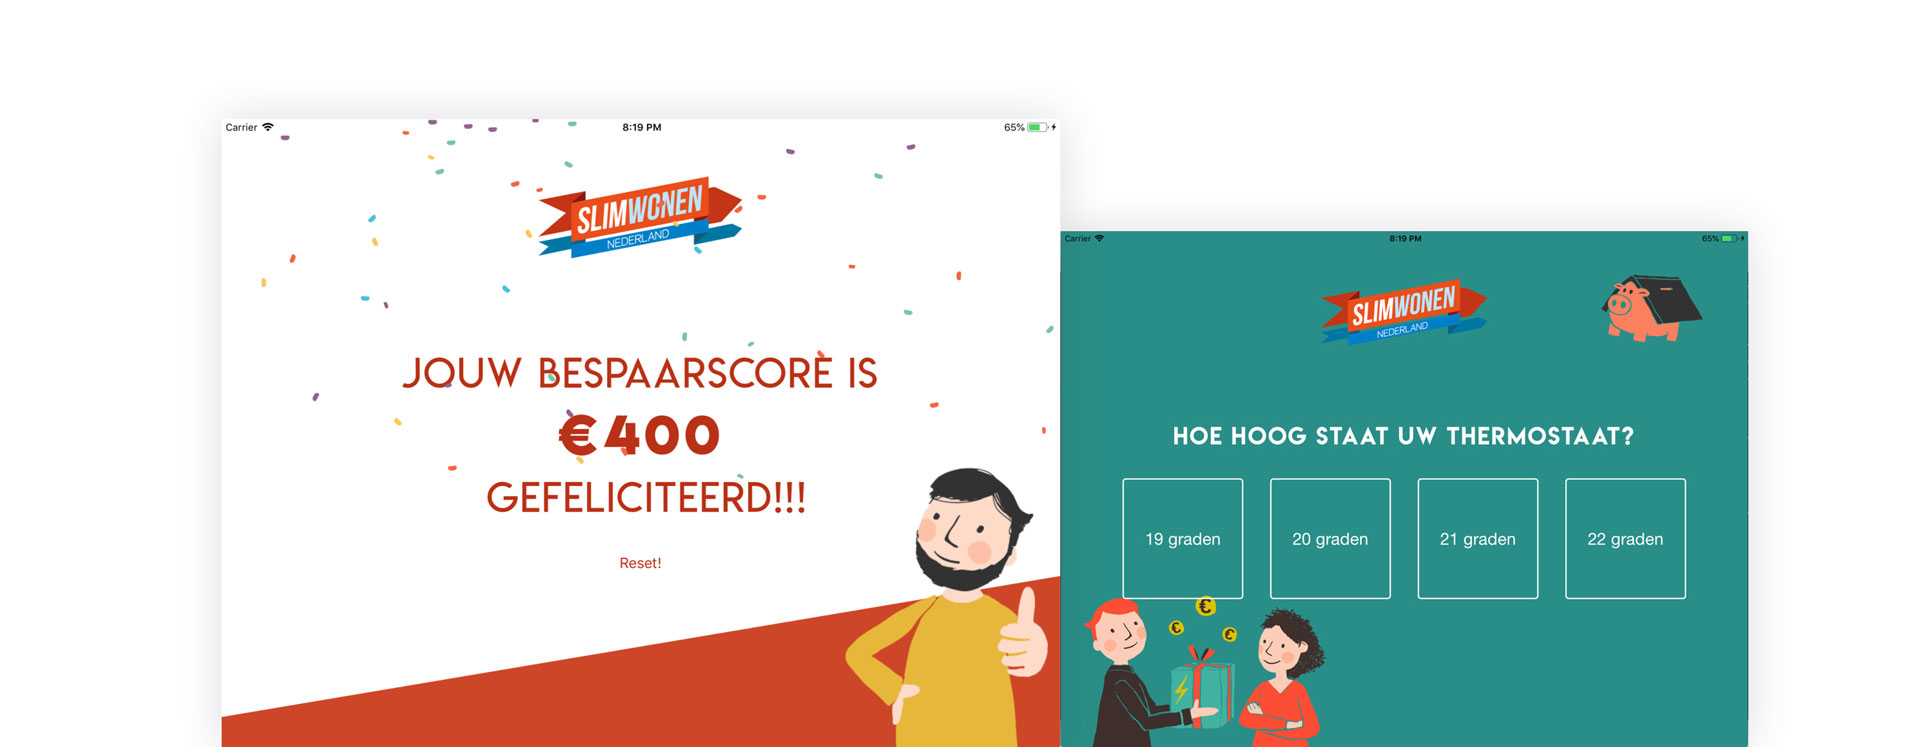 Carrier
8:19 PM
65%
SLIMWONEN
NEDERLAND
JOUW BESPAARSCORE IS
€400
GEFELICITEERD!!!
Reset!
Carrier
8:19 PM
65%
SLIMWONEN
NEDERLAND
HOE HOOG STAAT UW THERMOSTAAT?
19 graden
20 graden
21 graden
22 graden
€
€
€